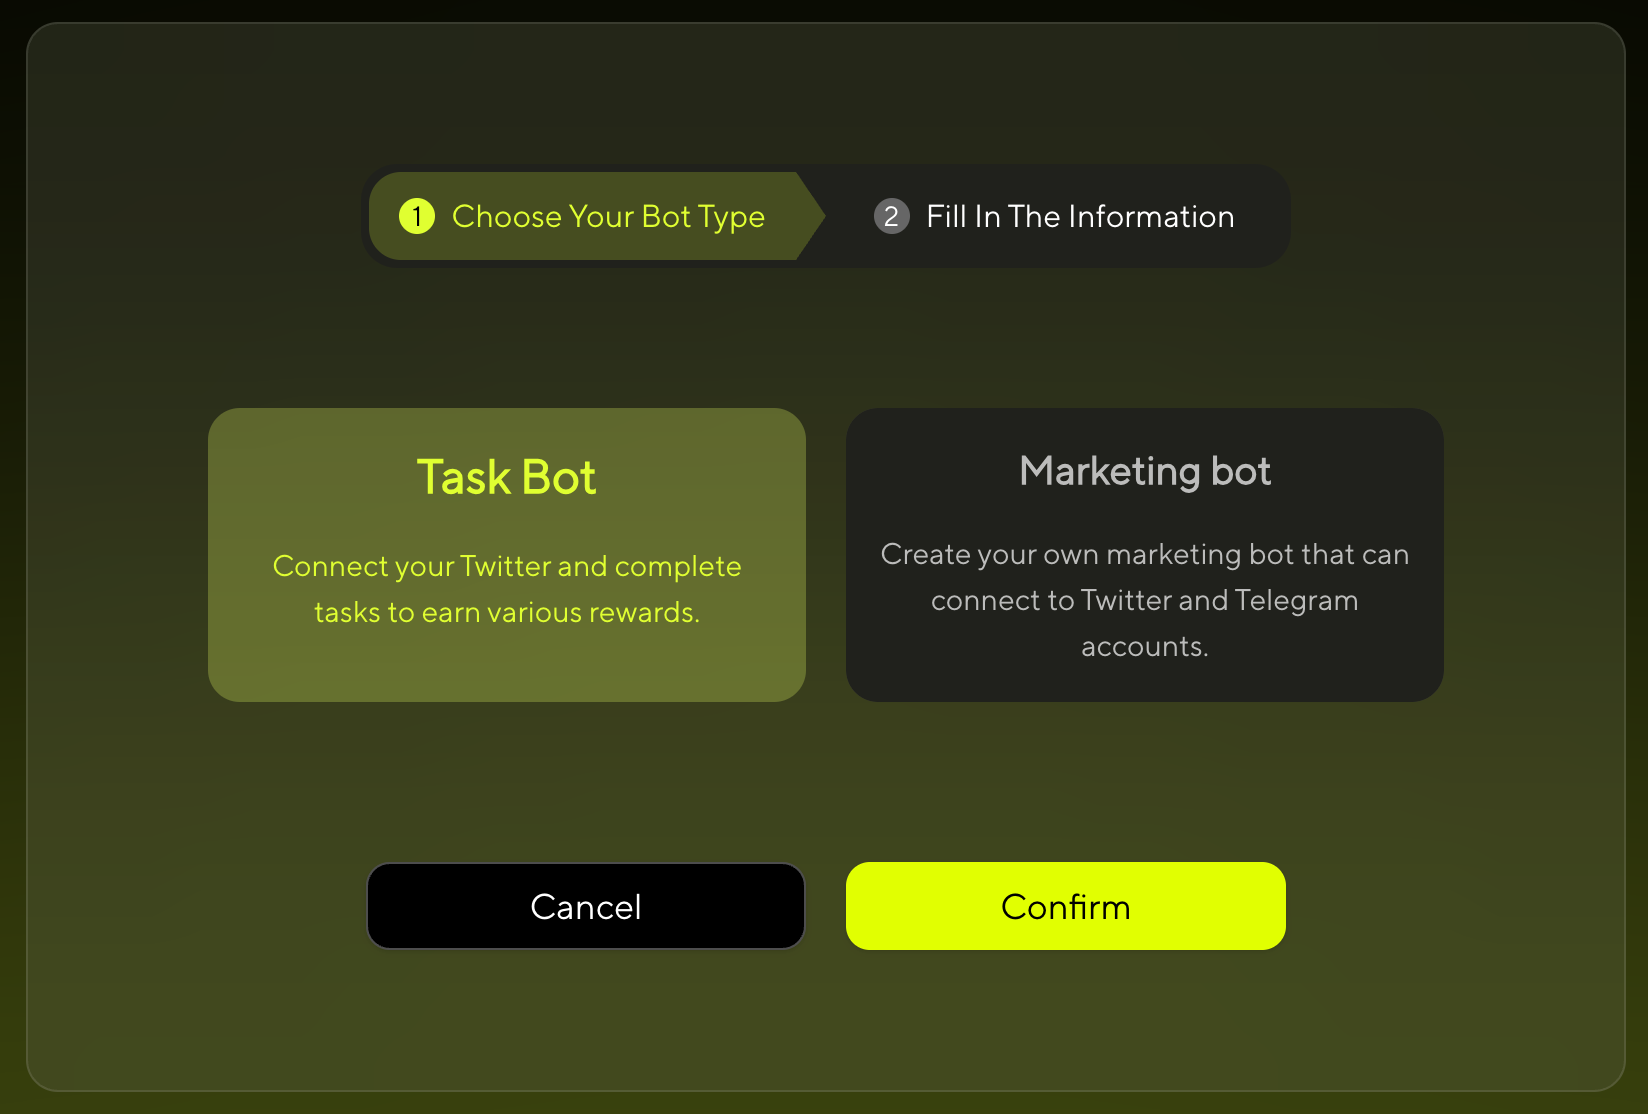 1 Choose Your Bot Type
2 Fill In The Information
Task Bot
Connect your Twitter and complete
tasks to earn various rewards.
Marketing bot
Create your own marketing bot that can
connect to Twitter and Telegram
accounts.
Cancel
Confirm